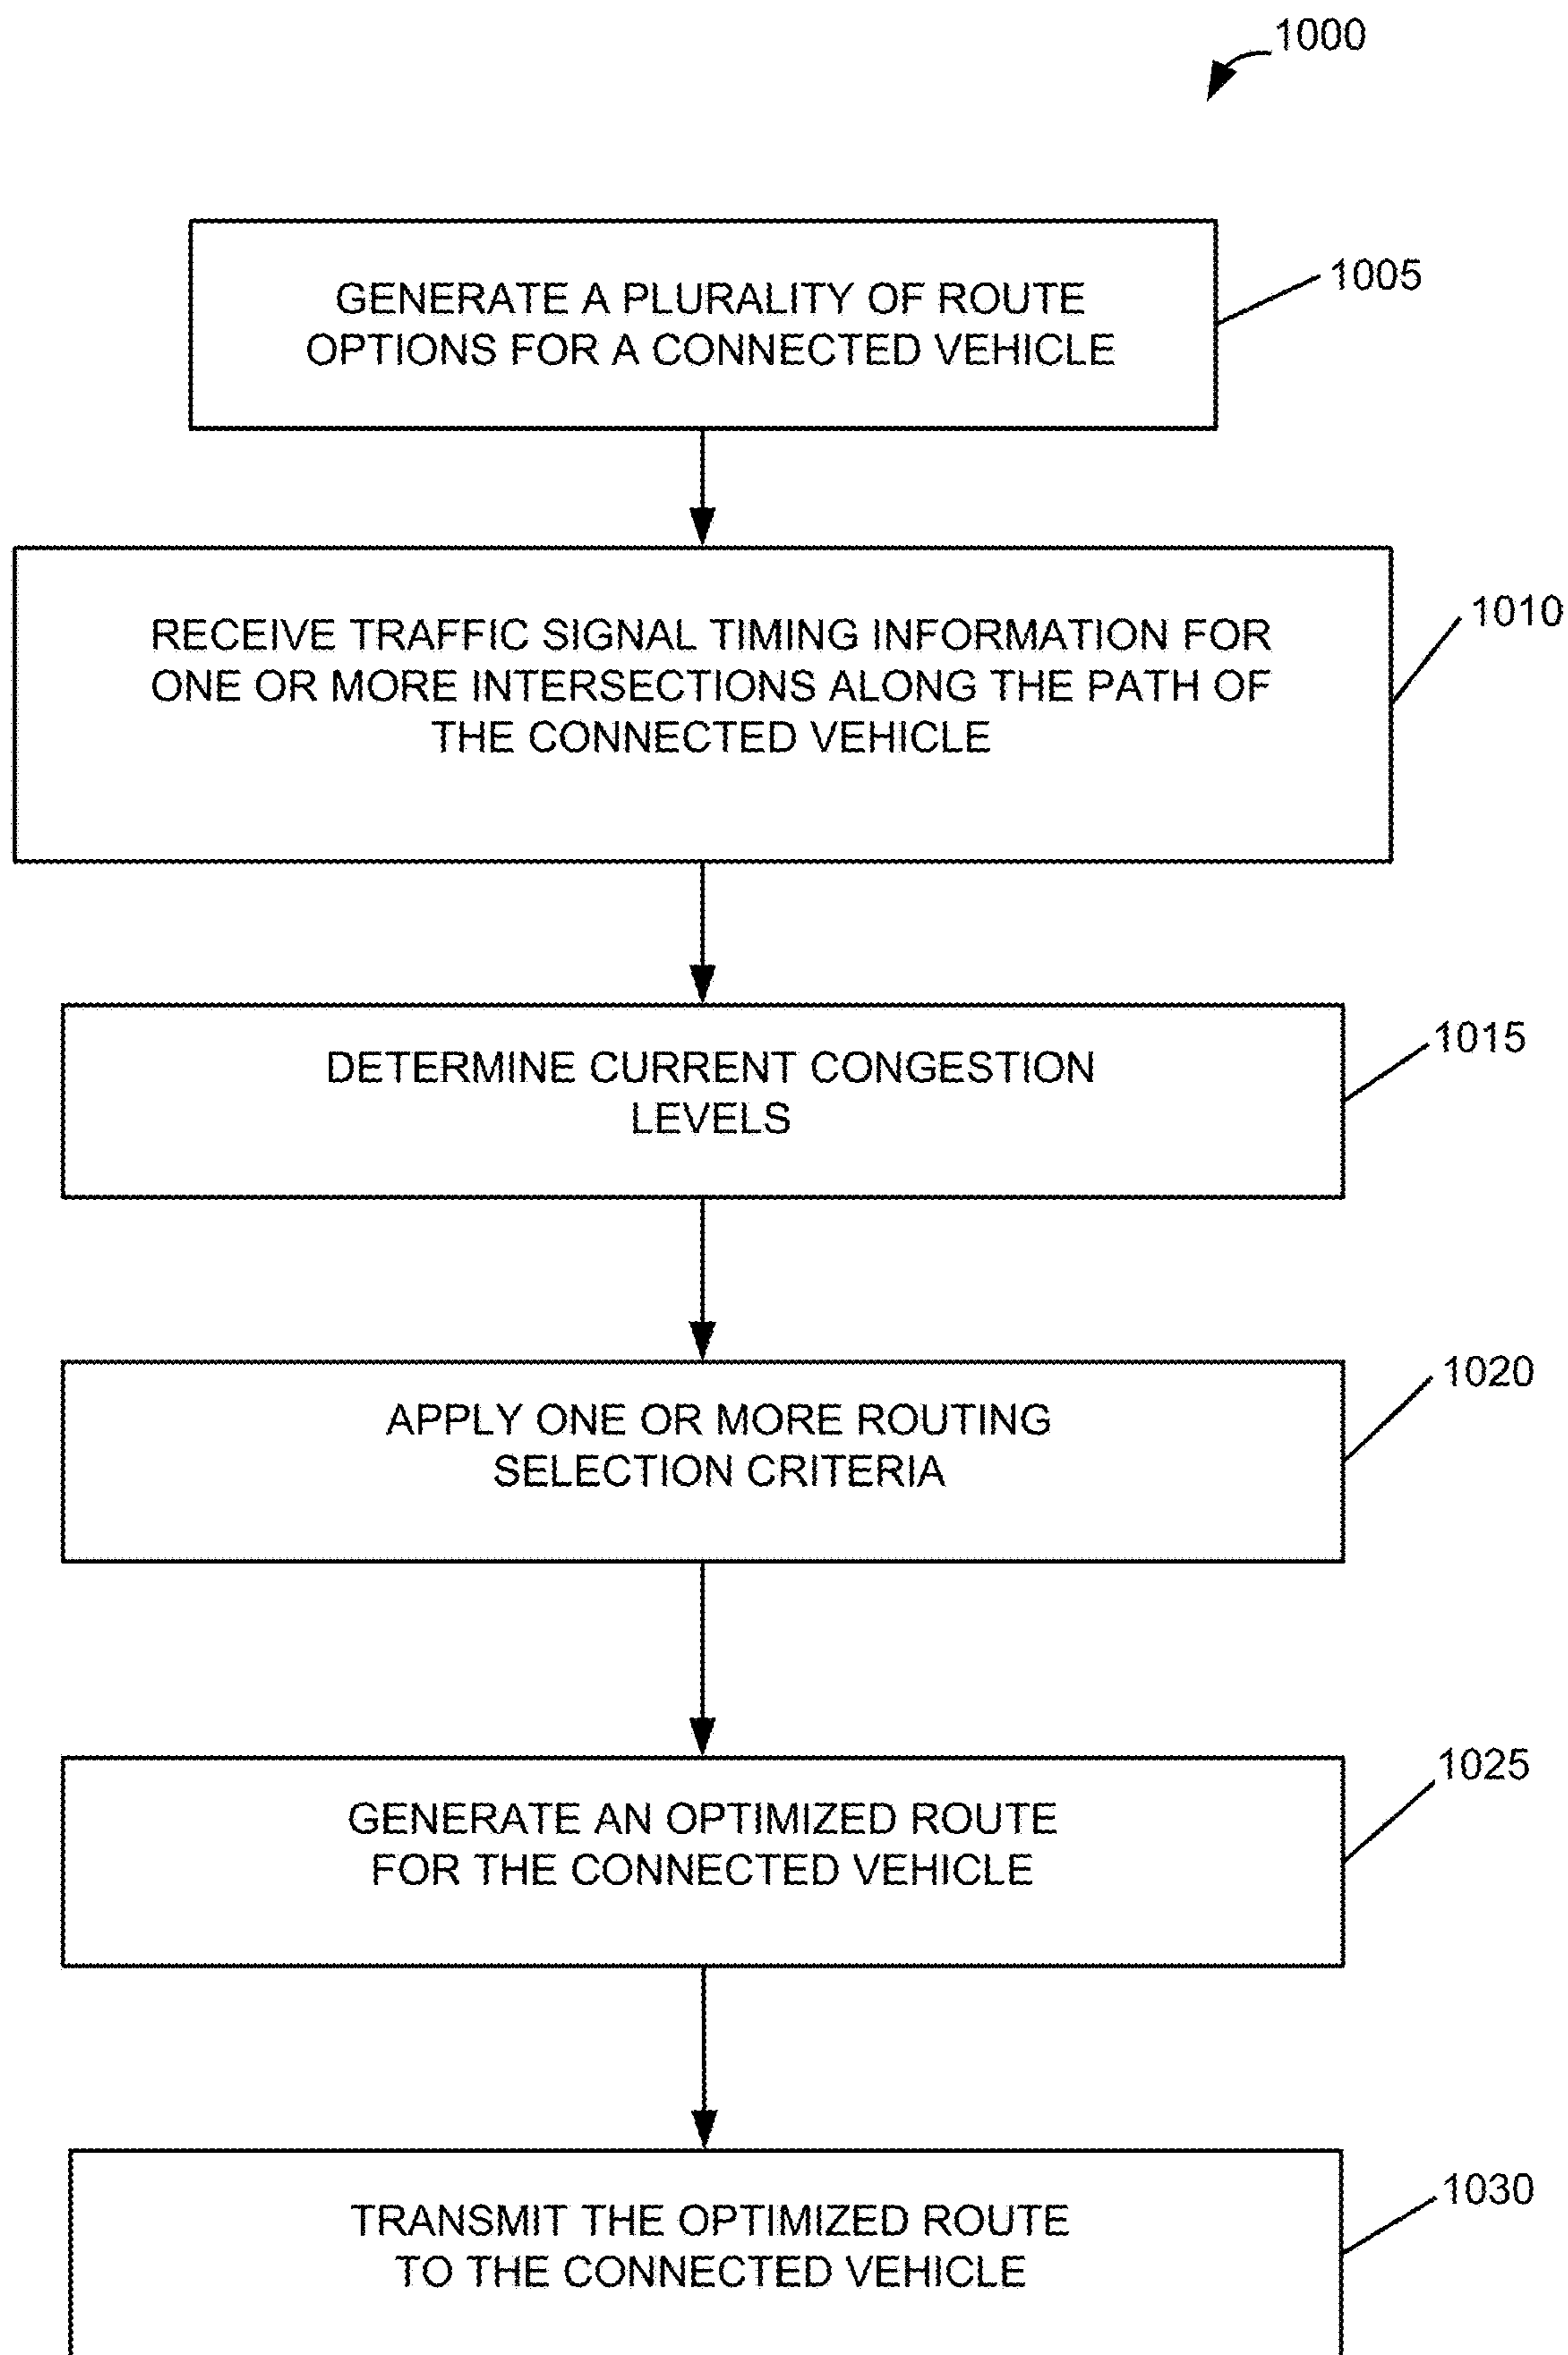 1000
GENERATE A PLURALITY OF ROUTE
OPTIONS FOR A CONNECTED VEHICLE
1005
RECEIVE TRAFFIC SIGNAL TIMING INFORMATION FOR
ONE OR MORE INTERSECTIONS ALONG THE PATH OF
THE CONNECTED VEHICLE
1010
DETERMINE CURRENT CONGESTION
LEVELS
1015
APPLY ONE OR MORE ROUTING
SELECTION CRITERIA
1020
GENERATE AN OPTIMIZED ROUTE
FOR THE CONNECTED VEHICLE
1025
TRANSMIT THE OPTIMIZED ROUTE
TO THE CONNECTED VEHICLE
1030